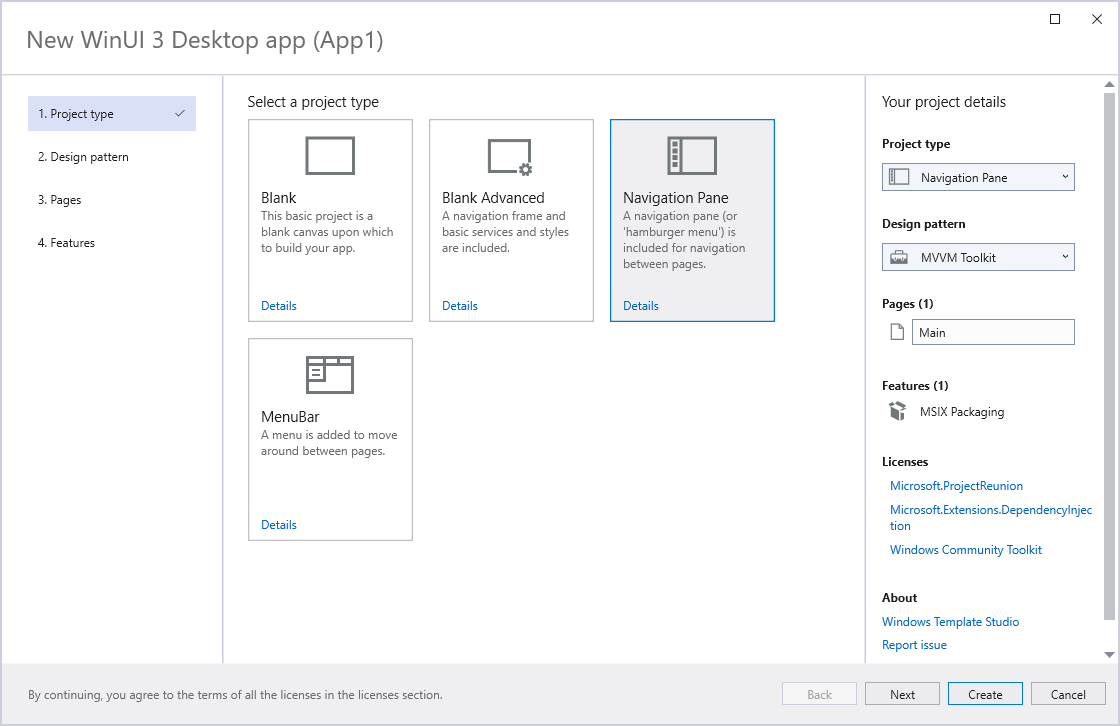 New WinUI 3 Desktop app (App1)
1. Project type
2. Design pattern
3. Pages
4. Features
Select a project type
Blank
This basic project is a
blank canvas upon which
to build your app.
Details
Blank Advanced
A navigation frame and
basic services and styles
are included.
Details
Navigation Pane
A navigation pane (or
'hamburger menu') is
included for navigation
between pages.
Details
MenuBar
A menu is added to move
around between pages.
Details
Your project details
Project type
Navigation Pane
Design pattern
MVVM Toolkit
Pages (1)
Main
Features (1)
MSIX Packaging
Licenses
Microsoft.ProjectReunion
Microsoft.Extensions.DependencyInjec
tion
Windows Community Toolkit
About
Windows Template Studio
Report issue
By continuing, you agree to the terms of all the licenses in the licenses section.
Back
Next
Create
Cancel